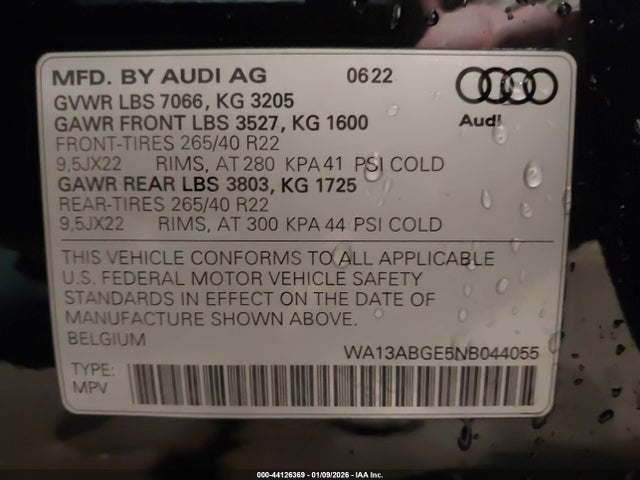 MFD. BY AUDI AG 0622
Audi
GVWR LBS 7066, KG 3205
GAWR FRONT LBS 3527, KG 1600
FRONT-TIRES 265/40 R22
9,5JX22 RIMS, AT 280 KPA 41 PSI COLD
GAWR REAR LBS 3803, KG 1725
REAR-TIRES 265/40 R22
9,5JX22 RIMS, AT 300 KPA 44 PSI COLD
THIS VEHICLE CONFORMS TO ALL APPLICABLE
U.S. FEDERAL MOTOR VEHICLE SAFETY
STANDARDS IN EFFECT ON THE DATE OF
MANUFACTURE SHOWN ABOVE.
BELGIUM
WA13ABGE5NB044055
TYPE:
MPV
000-44126369 - 01/09/2026 - IAA Inc.